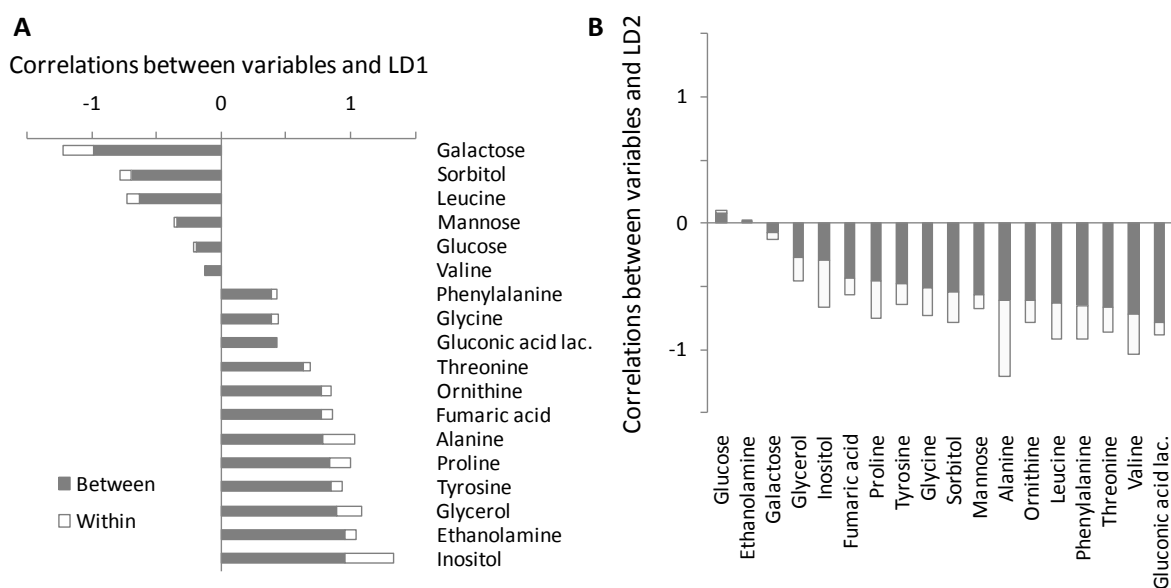 A
Correlations between variables and LD1
-1 0 1
Galactose
Sorbitol
Leucine
Mannose
Glucose
Valine
Phenylalanine
Glycine
Gluconic acid lac.
Threonine
Ornithine
Fumaric acid
Alanine
Proline
Tyrosine
Glycerol
Ethanolamine
Inositol
Between
Within
B
Correlations between variables and LD2
1
0
-1
Glucose
Ethanolamine
Galactose
Glycerol
Inositol
Fumaric acid
Proline
Tyrosine
Glycine
Sorbitol
Mannose
Alanine
Ornithine
Leucine
Phenylalanine
Threonine
Valine
Gluconic acid lac.